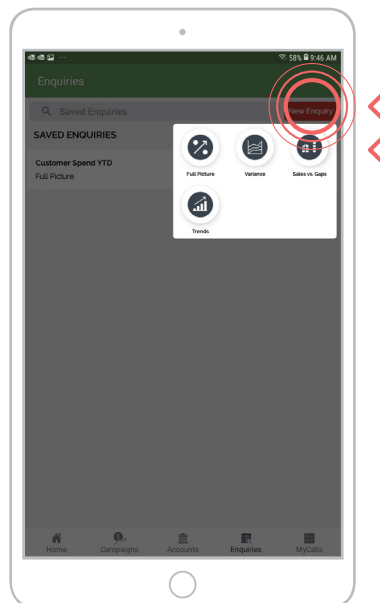 58% 9:46 AM
Enquiries
Saved Enquiries
New Enquiry
SAVED ENQUIRIES
Customer Spend YTD
Full Picture
Full Picture Variance Sales vs. Gaps
Trends
Home Campaigns Accounts Enquiries MyCalls